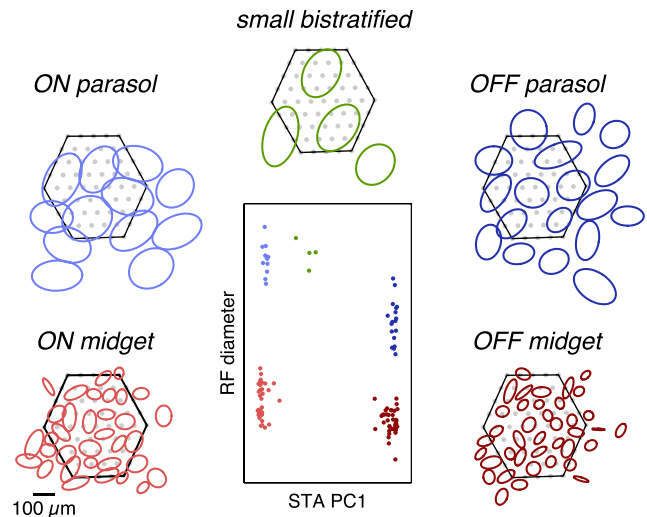 small bistratified
ON parasol
OFF parasol
RF diameter
ON midget
OFF midget
STA PC1
100 µm